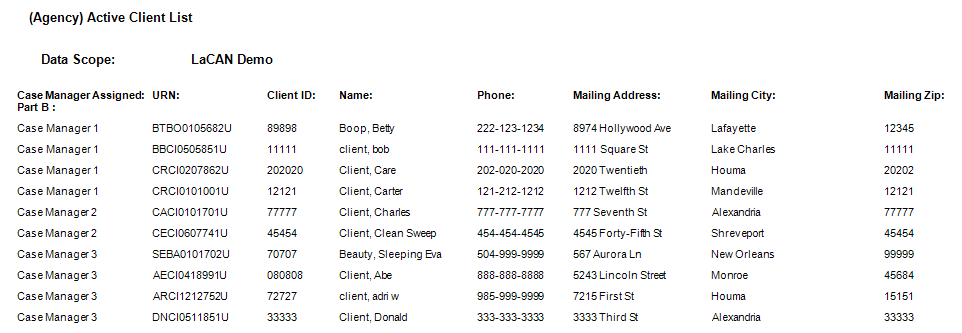 (Agency) Active Client List
Data Scope: LaCAN Demo
Case Manager Assigned: URN: Client ID: Name: Phone: Mailing Address: Mailing City: Mailing Zip:
Part B :
Case Manager 1 BTBO0105682U 89898 Boop, Betty 222-123-1234 8974 Hollywood Ave Lafayette 12345
Case Manager 1 BBCI0505851U 11111 client, bob 111-111-1111 1111 Square St Lake Charles 11111
Case Manager 1 CRCI0207862U 202020 Client, Care 202-020-2020 2020 Twentieth Houma 20202
Case Manager 1 CRCI0101001U 12121 Client, Carter 121-212-1212 1212 Twelfth St Mandeville 12121
Case Manager 2 CACI0101701U 77777 Client, Charles 777-777-7777 777 Seventh St Alexandria 77777
Case Manager 2 CECI0607741U 45454 Client, Clean Sweep 454-454-4545 4545 Forty-Fifth St Shreveport 45454
Case Manager 3 SEBA0101702U 70707 Beauty, Sleeping Eva 504-999-9999 567 Aurora Ln New Orleans 99999
Case Manager 3 AECI0418991U 080808 Client, Abe 888-888-8888 5243 Lincoln Street Monroe 45684
Case Manager 3 ARCI1212752U 72727 client, adri w 985-999-9999 7215 First St Houma 15151
Case Manager 3 DNCI0511851U 33333 Client, Donald 333-333-3333 3333 Third St Alexandria 33333